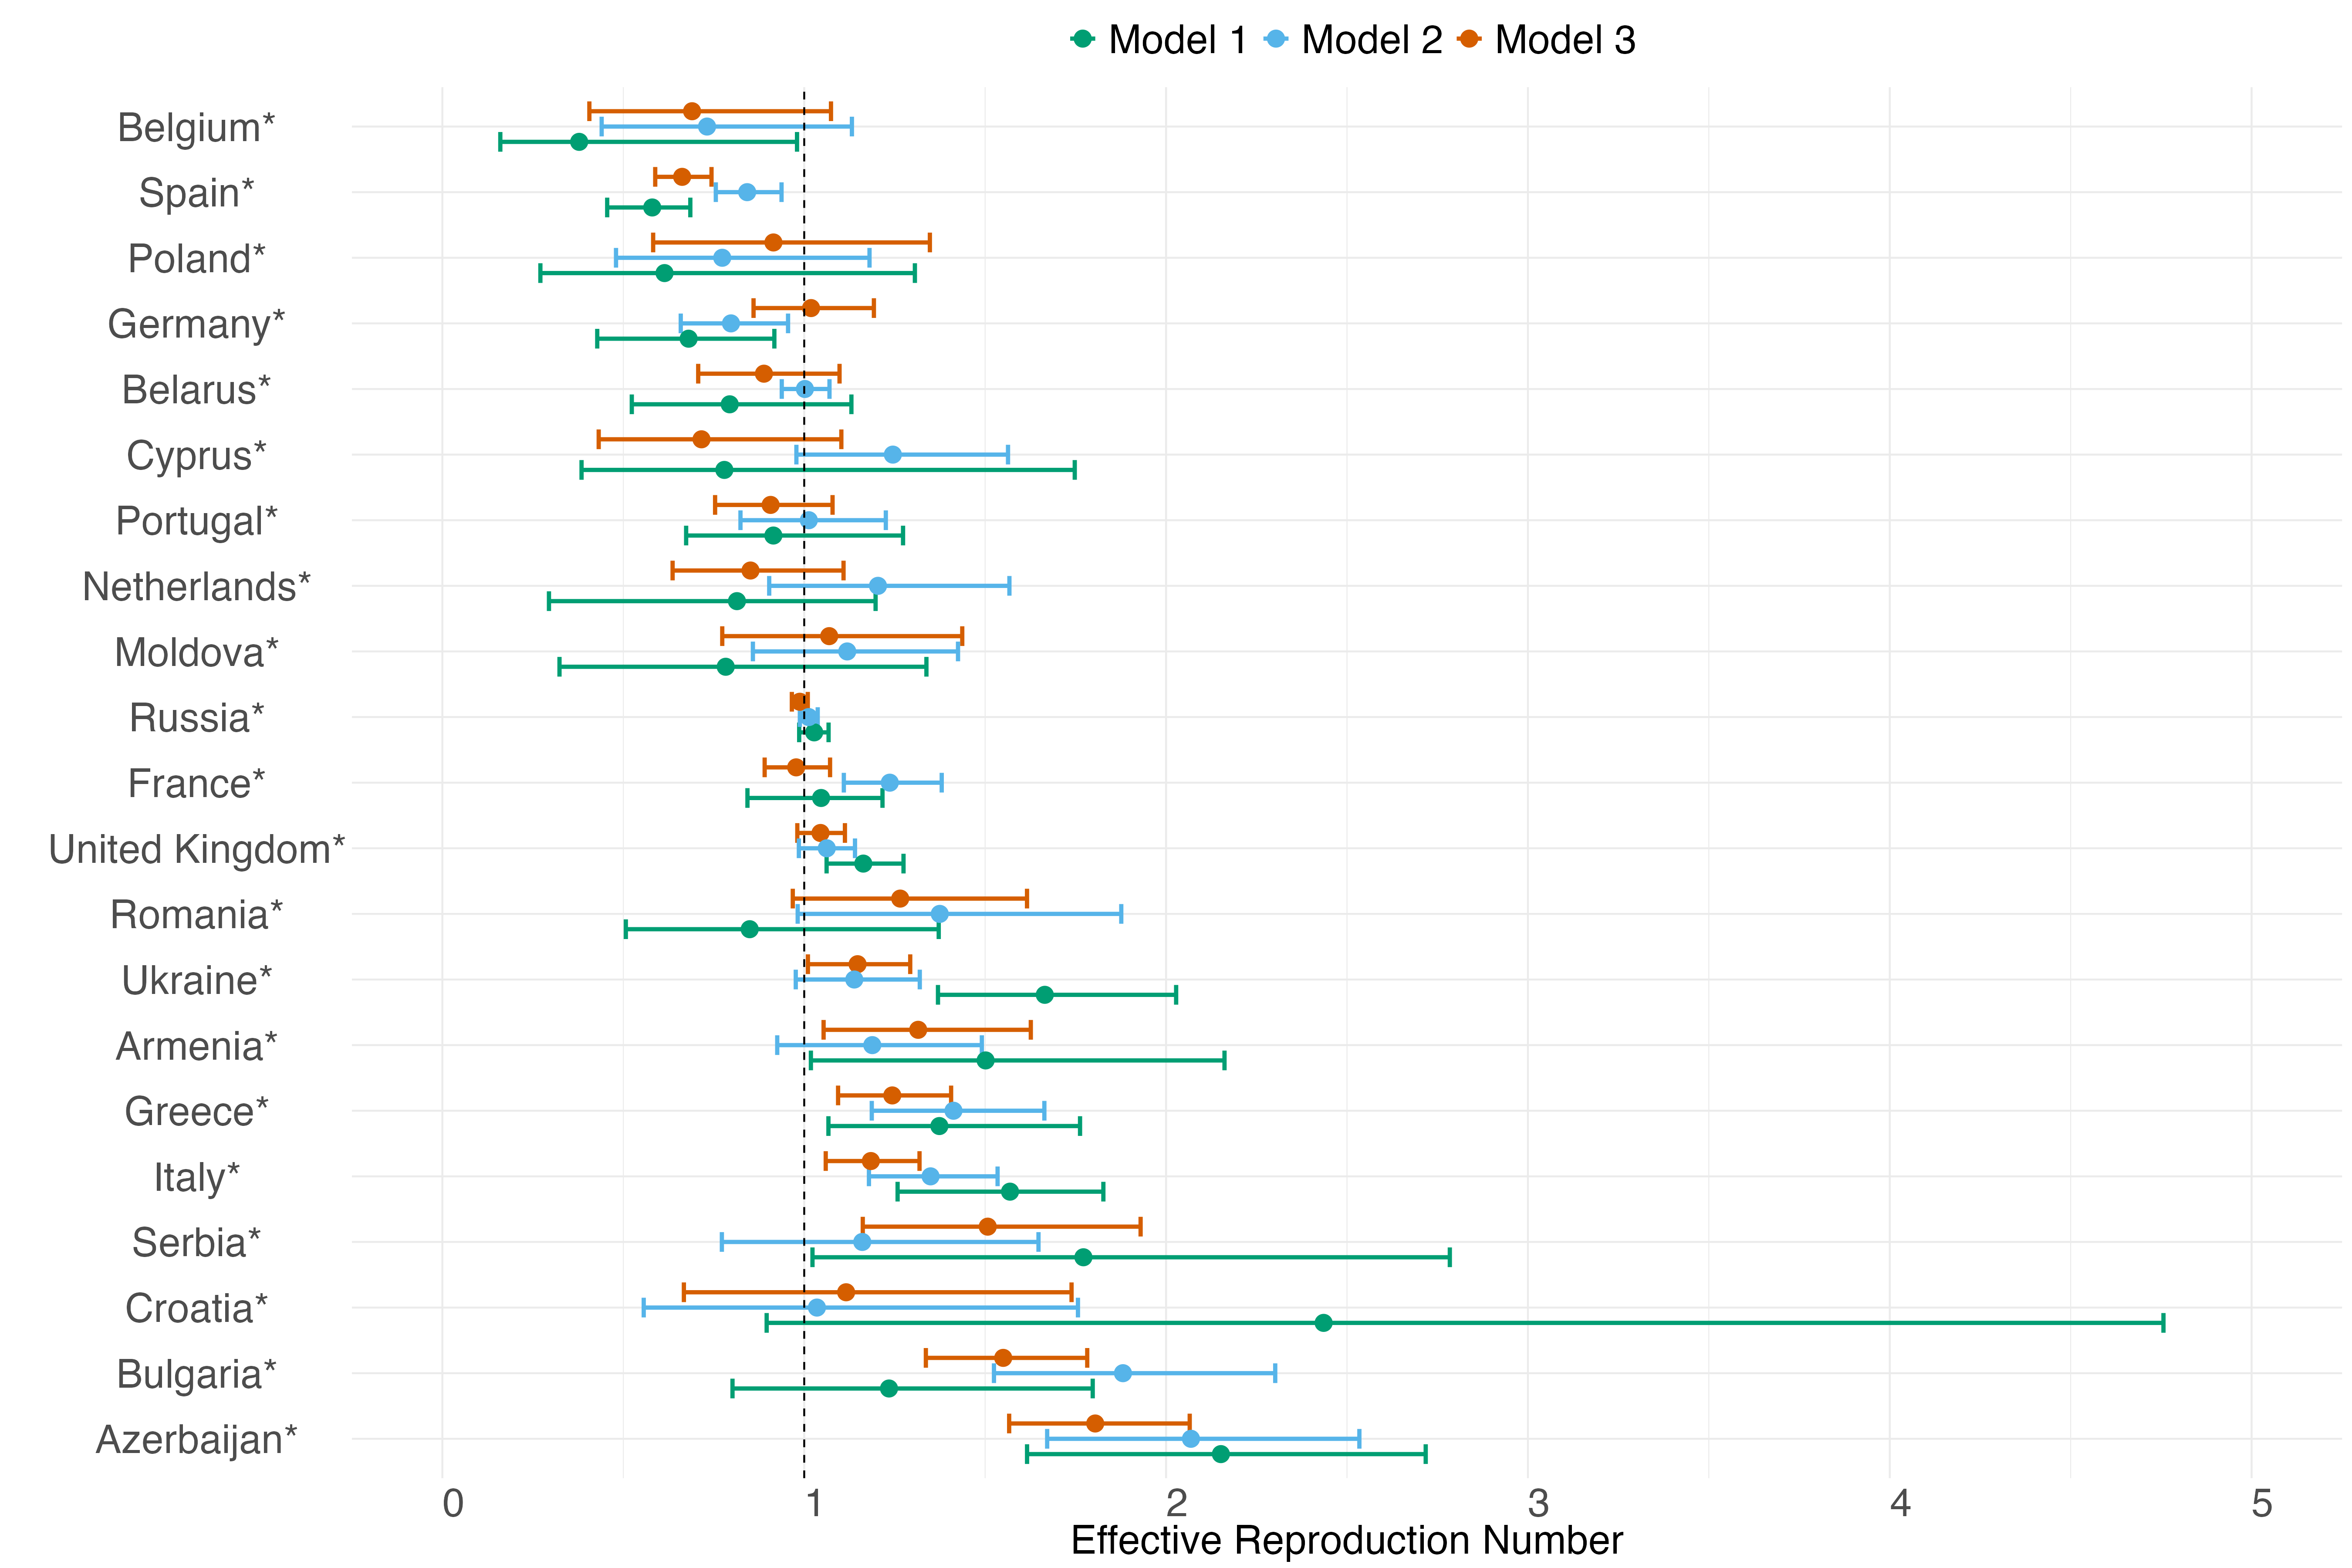 Model 1 Model 2 Model 3
Belgium*
Spain*
Poland*
Germany*
Belarus*
Cyprus*
Portugal*
Netherlands*
Moldova*
Russia*
France*
United Kingdom*
Romania*
Ukraine*
Armenia*
Greece*
Italy*
Serbia*
Croatia*
Bulgaria*
Azerbaijan*
0 1 2 3 4 5
Effective Reproduction Number